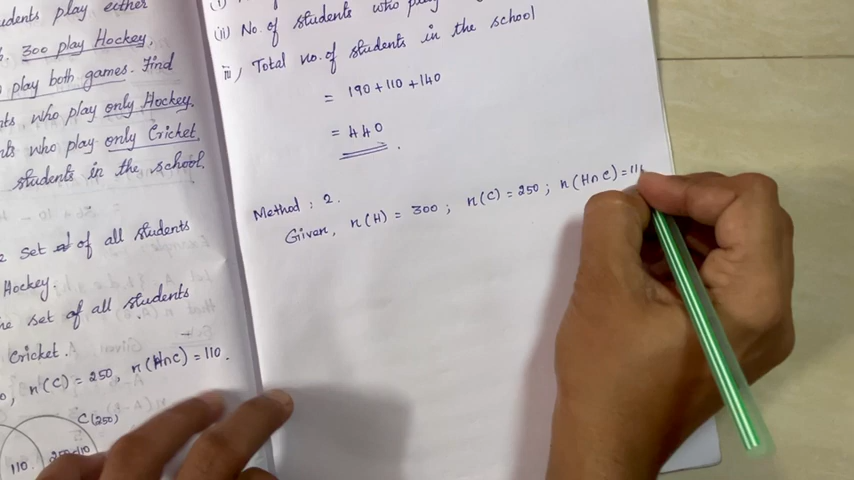 students play either
300 play Hockey,
play both games. Find
who play only Hockey.
who play only Cricket.
students in the school.
set of all students
Hockey.
set of all students
Cricket.
n(C) = 250, n(H∩C) = 110.
C(250)
110.
(i)
(ii) No. of students who play
iii, Total no. of students in the school
= 190 + 110 + 140
= 440.
Method : 2.
Given, n(H) = 300 ; n(C) = 250 ; n(H∩C) = 11